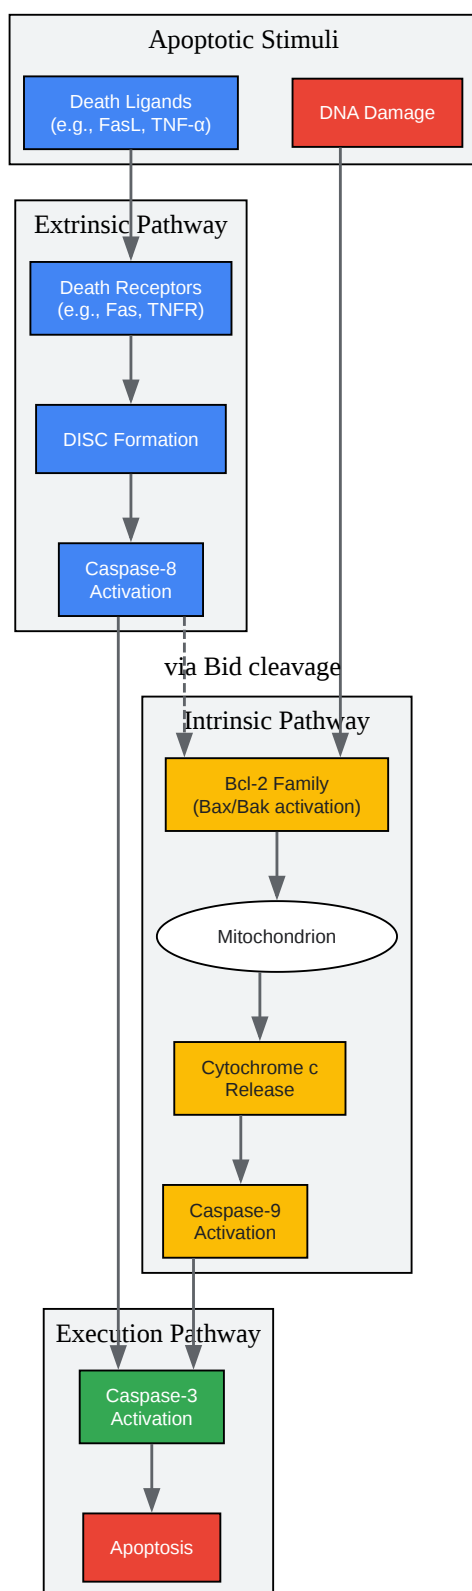 Apoptotic Stimuli
Death Ligands
(e.g., FasL, TNF-α)
DNA Damage
Extrinsic Pathway
Death Receptors
(e.g., Fas, TNFR)
DISC Formation
Caspase-8
Activation
via Bid cleavage
Intrinsic Pathway
Bcl-2 Family
(Bax/Bak activation)
Mitochondrion
Cytochrome c
Release
Caspase-9
Activation
Execution Pathway
Caspase-3
Activation
Apoptosis